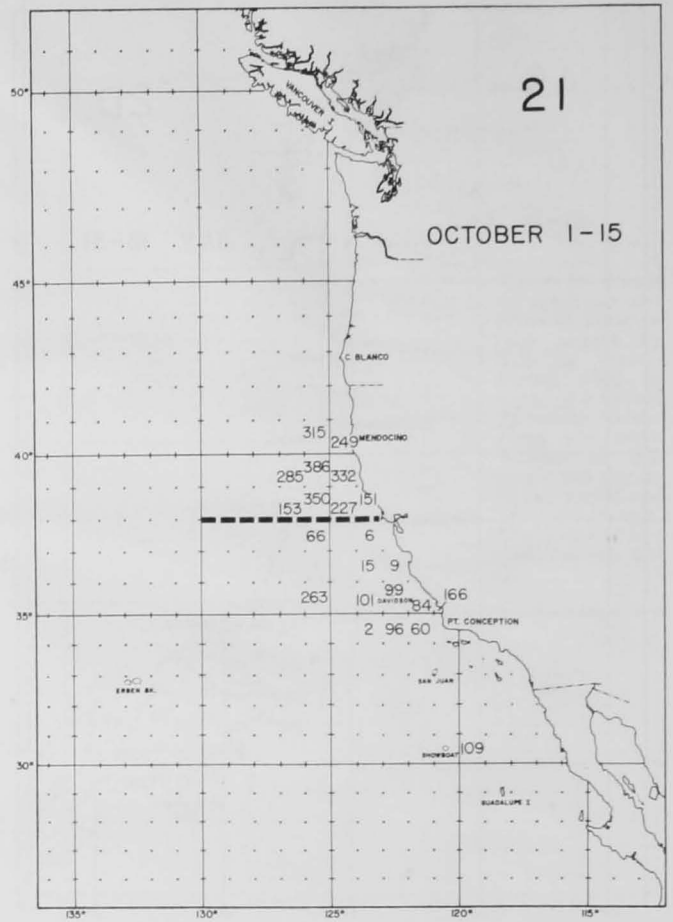 21
50°
VANCOUVER I.
OCTOBER 1-15
45°
C. BLANCO
315
249 MENDOCINO
40°
386
285 332
350 151
153 227
66 6
15 9
99
263 101 DAVIDSON 166
84
35°
PT. CONCEPTION
2 96 60
SAN JUAN
ERBEN BK.
109
SHOWBOAT
30°
GUADALUPE I.
135° 130° 125° 120° 115°